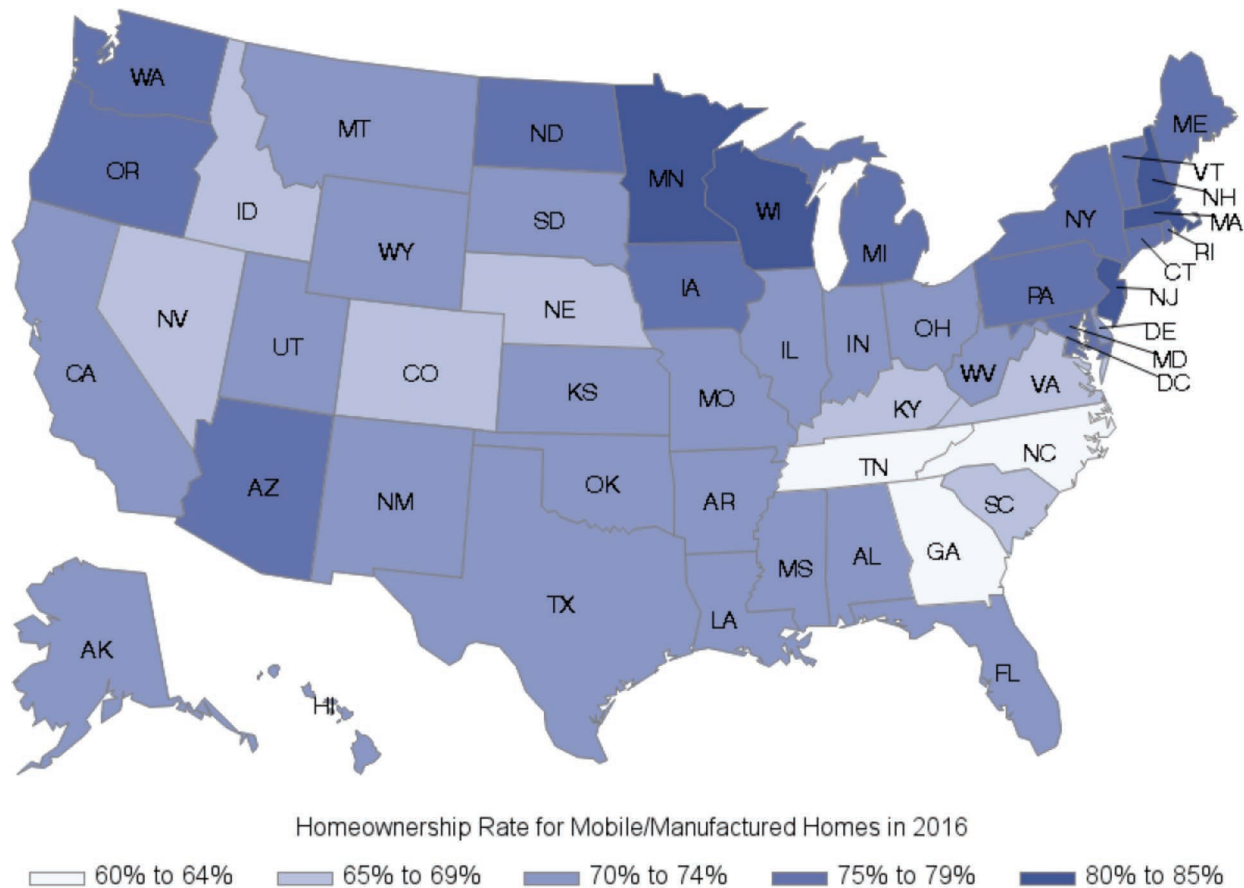 WA
MT
ND
ME
OR
MN
VT
ID
SD
WI
NH
NY
MA
WY
MI
RI
CT
IA
PA
NJ
NE
NV
OH
DE
UT
IL
IN
MD
CA
CO
WV
DC
KS
MO
VA
KY
NC
TN
AZ
OK
NM
AR
SC
GA
MS
AL
TX
LA
AK
FL
HI
Homeownership Rate for Mobile/Manufactured Homes in 2016
60% to 64% 65% to 69% 70% to 74% 75% to 79% 80% to 85%